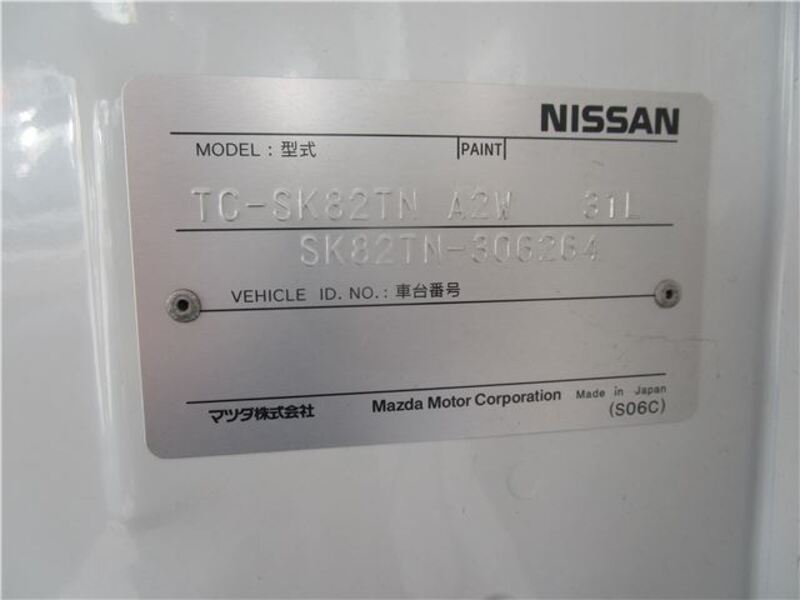 NISSAN
MODEL : 型式 PAINT
TC-SK82TN A2W 31L
SK82TN-306264
VEHICLE ID. NO. : 車台番号
マツダ株式会社 Mazda Motor Corporation Made in Japan
(S06C)